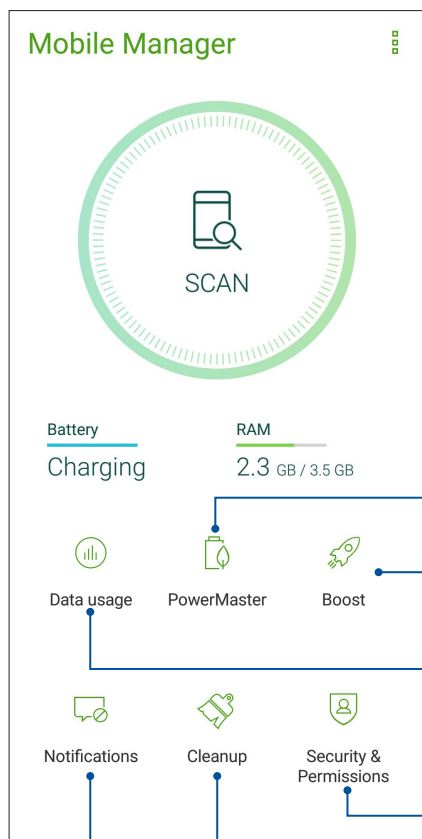 Mobile Manager
SCAN
Battery
RAM
Charging
2.3 GB / 3.5 GB
Data usage
PowerMaster
Boost
Notifications
Cleanup
Security &
Permissions